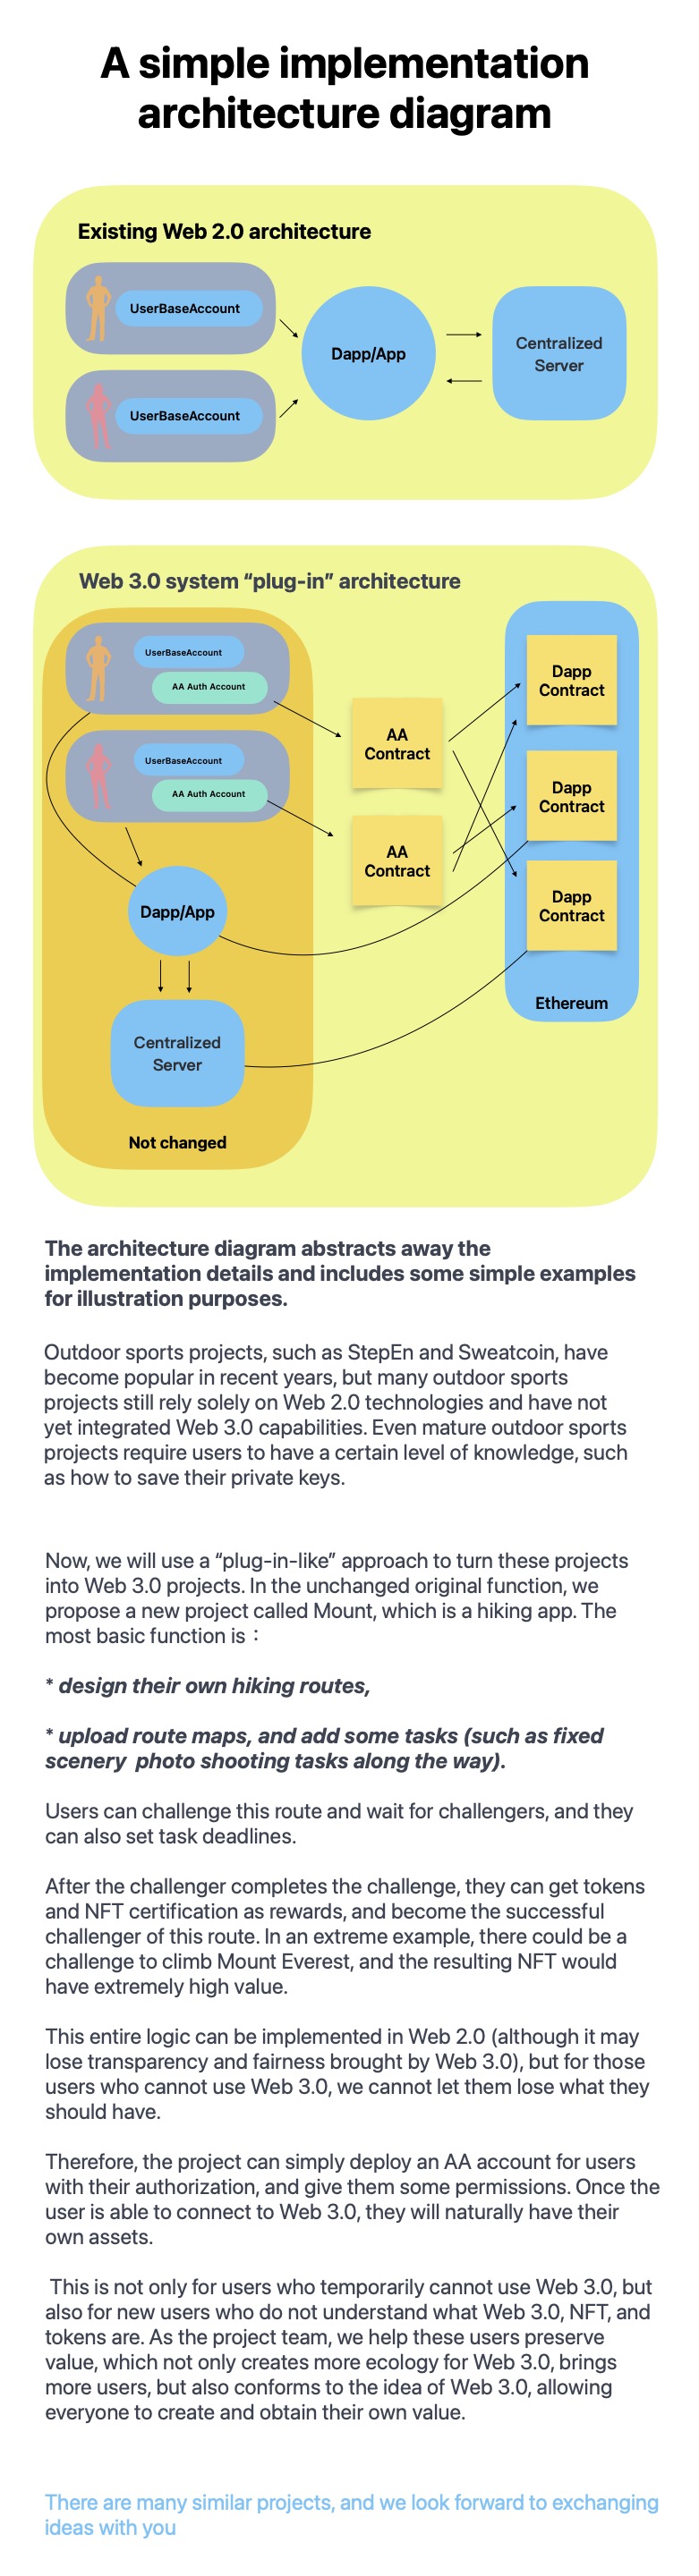 A simple implementation
architecture diagram
Existing Web 2.0 architecture
UserBaseAccount
UserBaseAccount
Dapp/App
Centralized
Server
Web 3.0 system “plug-in” architecture
UserBaseAccount
AA Auth Account
UserBaseAccount
AA Auth Account
AA
Contract
AA
Contract
Dapp
Contract
Dapp
Contract
Dapp
Contract
Ethereum
Dapp/App
Centralized
Server
Not changed
The architecture diagram abstracts away the
implementation details and includes some simple examples
for illustration purposes.
Outdoor sports projects, such as StepEn and Sweatcoin, have
become popular in recent years, but many outdoor sports
projects still rely solely on Web 2.0 technologies and have not
yet integrated Web 3.0 capabilities. Even mature outdoor sports
projects require users to have a certain level of knowledge, such
as how to save their private keys.
Now, we will use a “plug-in-like” approach to turn these projects
into Web 3.0 projects. In the unchanged original function, we
propose a new project called Mount, which is a hiking app. The
most basic function is：
* design their own hiking routes,
* upload route maps, and add some tasks (such as fixed
scenery photo shooting tasks along the way).
Users can challenge this route and wait for challengers, and they
can also set task deadlines.
After the challenger completes the challenge, they can get tokens
and NFT certification as rewards, and become the successful
challenger of this route. In an extreme example, there could be a
challenge to climb Mount Everest, and the resulting NFT would
have extremely high value.
This entire logic can be implemented in Web 2.0 (although it may
lose transparency and fairness brought by Web 3.0), but for those
users who cannot use Web 3.0, we cannot let them lose what they
should have.
Therefore, the project can simply deploy an AA account for users
with their authorization, and give them some permissions. Once the
user is able to connect to Web 3.0, they will naturally have their
own assets.
This is not only for users who temporarily cannot use Web 3.0, but
also for new users who do not understand what Web 3.0, NFT, and
tokens are. As the project team, we help these users preserve
value, which not only creates more ecology for Web 3.0, brings
more users, but also conforms to the idea of Web 3.0, allowing
everyone to create and obtain their own value.
There are many similar projects, and we look forward to exchanging
ideas with you